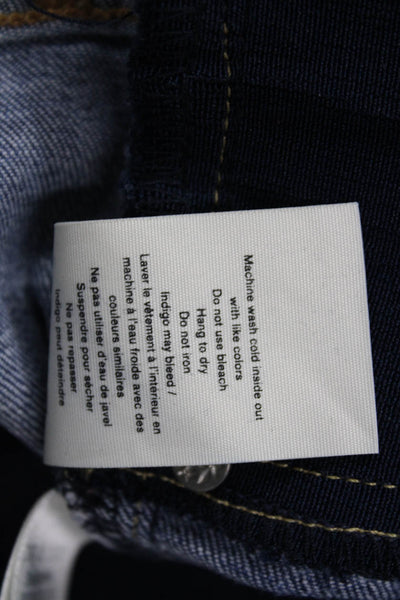 Machine wash cold inside out
with like colors
Do not use bleach
Hang to dry
Do not iron
Indigo may bleed /
Laver le vêtement à l'intérieur en
machine à l'eau froide avec des
couleurs similaires
Ne pas utiliser d'eau de javel
Suspendre pour sécher
Ne pas repasser
Indigo peut déteindre